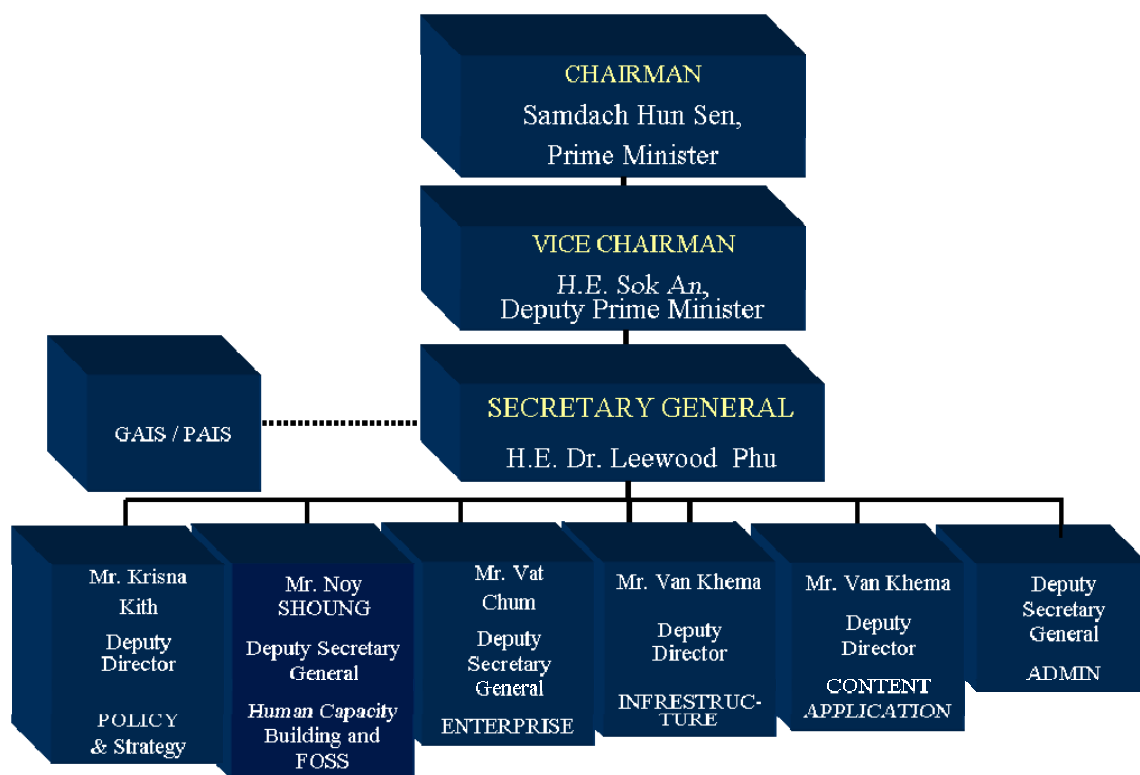 CHAIRMAN
Samdach Hun Sen,
Prime Minister
VICE CHAIRMAN
H.E. Sok An,
Deputy Prime Minister
GAIS / PAIS
SECRETARY GENERAL
H.E. Dr. Leewood Phu
Mr. Krisna
Kith
Deputy
Director
POLICY
& Strategy
Mr. Noy
SHOUNG
Deputy Secretary
General
Human Capacity
Building and
FOSS
Mr. Vat
Chum
Deputy
Secretary
General
ENTERPRISE
Mr. Van Khema
Deputy
Director
INFRESTRUC-
TURE
Mr. Van Khema
Deputy
Director
CONTENT
APPLICATION
Deputy
Secretary
General
ADMIN